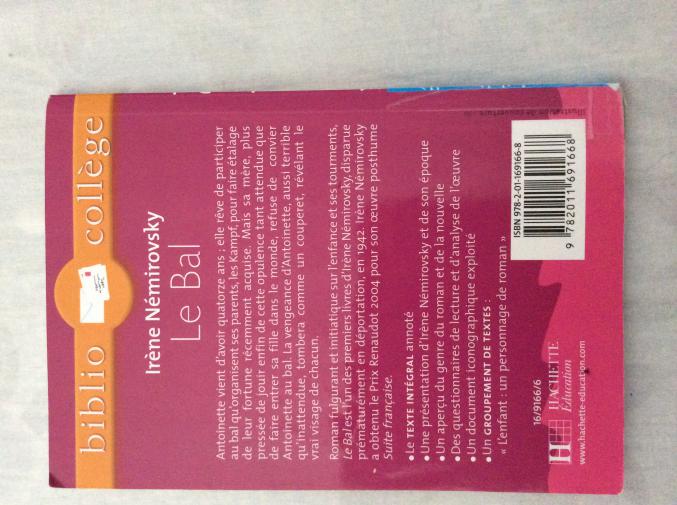 biblio collège
Irène Némirovsky
Le Bal
Antoinette vient d'avoir quatorze ans : elle rêve de participer
au bal qu'organisent ses parents, les Kampf, pour faire étalage
de leur fortune récemment acquise. Mais sa mère, plus
pressée de jouir enfin de cette opulence tant attendue que
de faire entrer sa fille dans le monde, refuse de convier
Antoinette au bal. La vengeance d'Antoinette, aussi terrible
qu'inattendue, tombera comme un couperet, révélant le
vrai visage de chacun.
Roman fulgurant et initiatique sur l'enfance et ses tourments,
Le Bal est l'un des premiers livres d'Irène Némirovsky, disparue
prématurément en déportation, en 1942. Irène Némirovsky
a obtenu le Prix Renaudot 2004 pour son œuvre posthume
Suite française.
• Le TEXTE INTÉGRAL annoté
• Une présentation d'Irène Némirovsky et de son époque
• Un aperçu du genre du roman et de la nouvelle
• Des questionnaires de lecture et d'analyse de l'œuvre
• Un document iconographique exploité
• Un GROUPEMENT DE TEXTES :
« L'enfant : un personnage de roman »
Illustration de couverture
16/9166/6
HACHETTE
Éducation
www.hachette-education.com
ISBN 978-2-01-169166-8
9 782011 691668